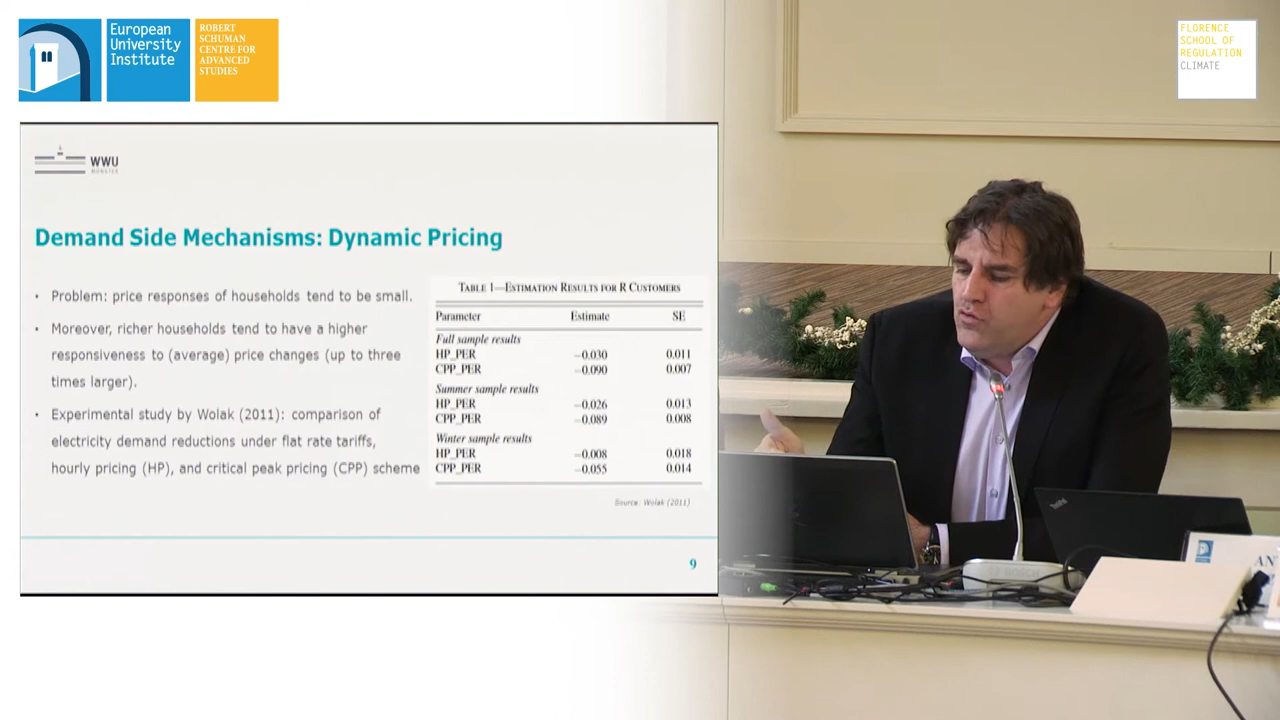 European
University
Institute
ROBERT
SCHUMAN
CENTRE FOR
ADVANCED
STUDIES
FLORENCE
SCHOOL OF
REGULATION
CLIMATE
WWU
MÜNSTER
Demand Side Mechanisms: Dynamic Pricing
• Problem: price responses of households tend to be small.
• Moreover, richer households tend to have a higher
responsiveness to (average) price changes (up to three
times larger).
• Experimental study by Wolak (2011): comparison of
electricity demand reductions under flat rate tariffs,
hourly pricing (HP), and critical peak pricing (CPP) scheme
TABLE 1—ESTIMATION RESULTS FOR R CUSTOMERS
Parameter Estimate SE
Full sample results
HP_PER −0.030 0.011
CPP_PER −0.090 0.007
Summer sample results
HP_PER −0.026 0.013
CPP_PER −0.089 0.008
Winter sample results
HP_PER −0.008 0.018
CPP_PER −0.055 0.014
Source: Wolak (2011)
9
ThinkPad
AN